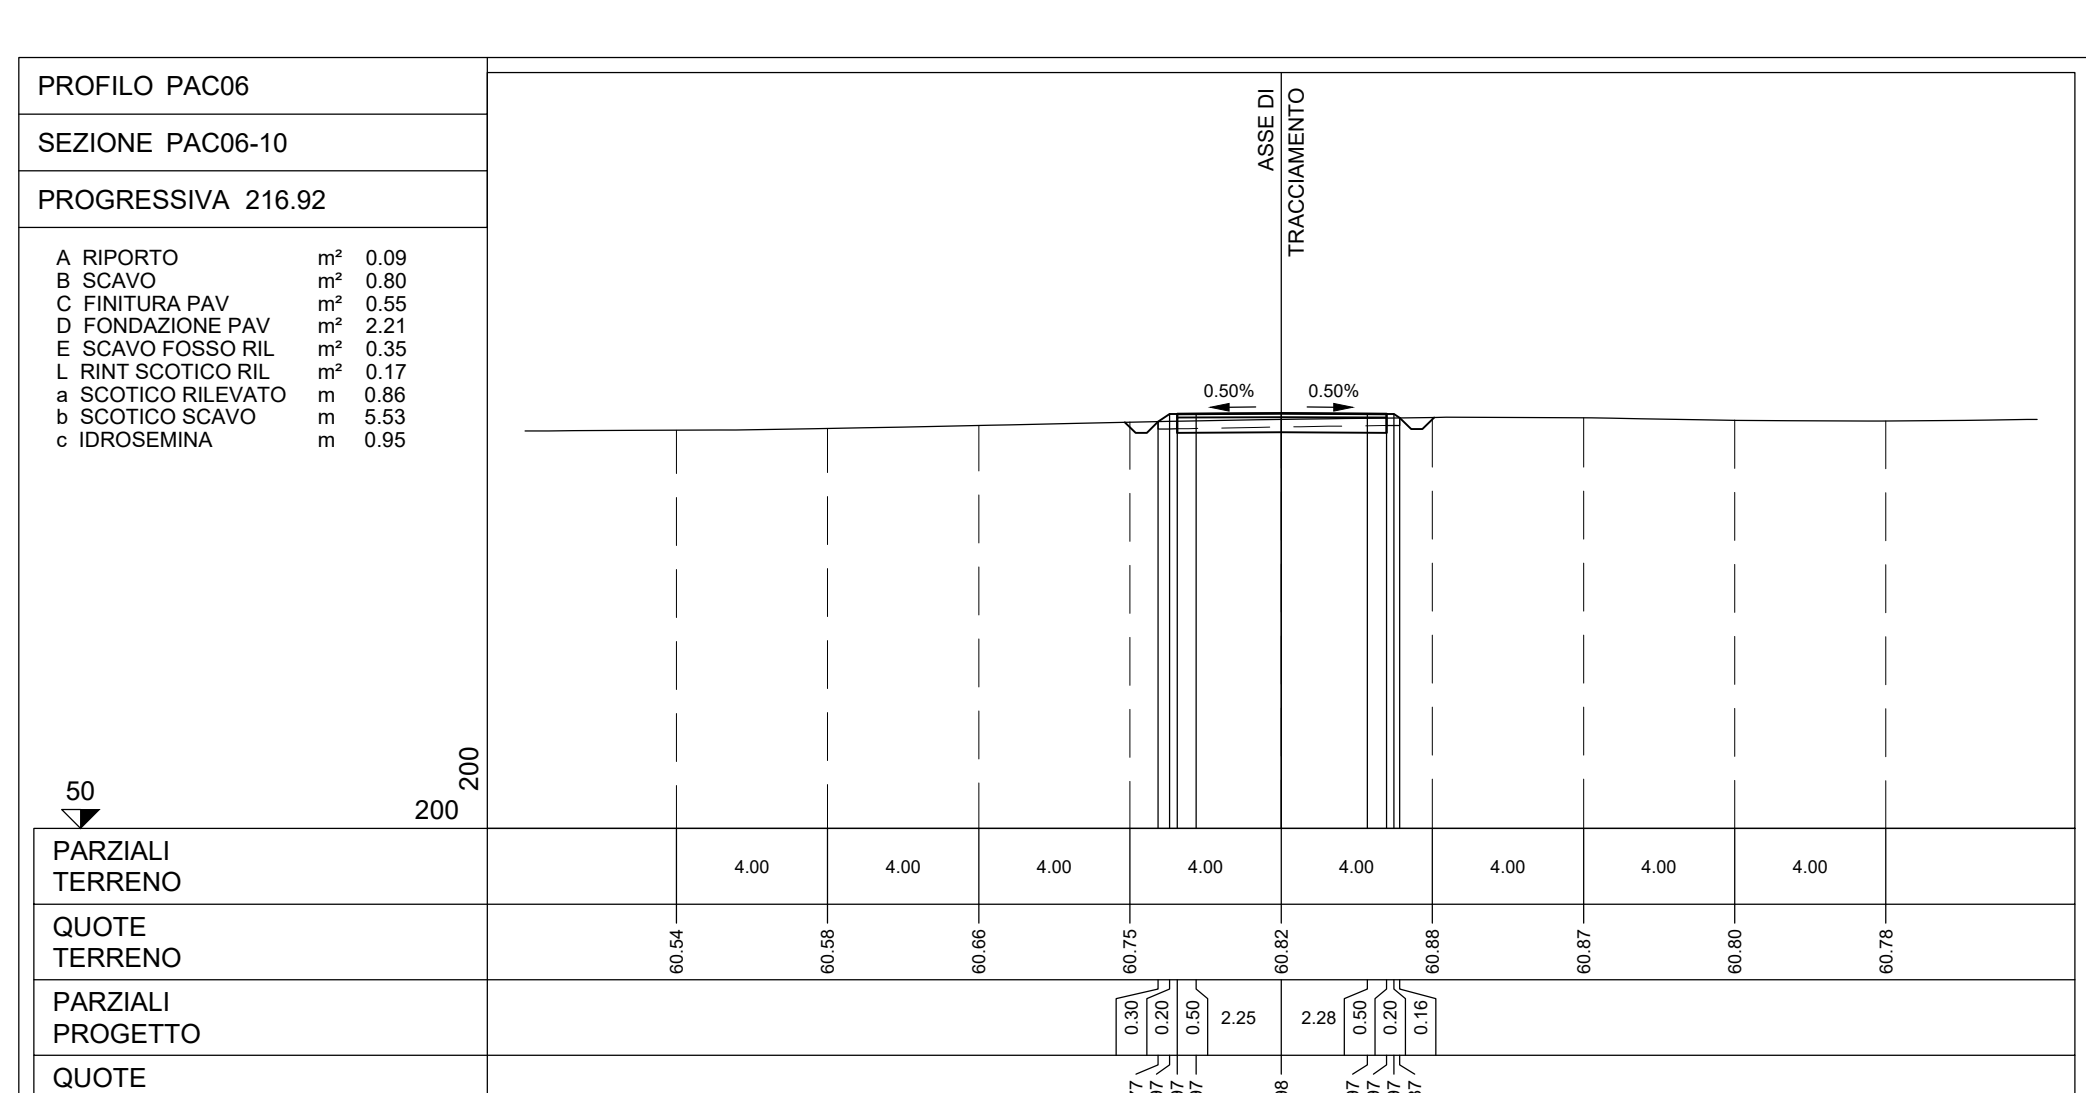 PROFILO PAC06
SEZIONE PAC06-10
PROGRESSIVA 216.92
A RIPORTO m² 0.09
B SCAVO m² 0.80
C FINITURA PAV m² 0.55
D FONDAZIONE PAV m² 2.21
E SCAVO FOSSO RIL m² 0.35
L RINT SCOTICO RIL m² 0.17
a SCOTICO RILEVATO m 0.86
b SCOTICO SCAVO m 5.53
c IDROSEMINA m 0.95
ASSE DI
TRACCIAMENTO
0.50% 0.50%
50
200
200
PARZIALI
TERRENO
4.00 4.00 4.00 4.00 4.00 4.00 4.00 4.00
QUOTE
TERRENO
60.54 60.58 60.66 60.75 60.82 60.88 60.87 60.80 60.78
PARZIALI
PROGETTO
0.30 0.20 0.50 2.25 2.28 0.50 0.20 0.16
QUOTE